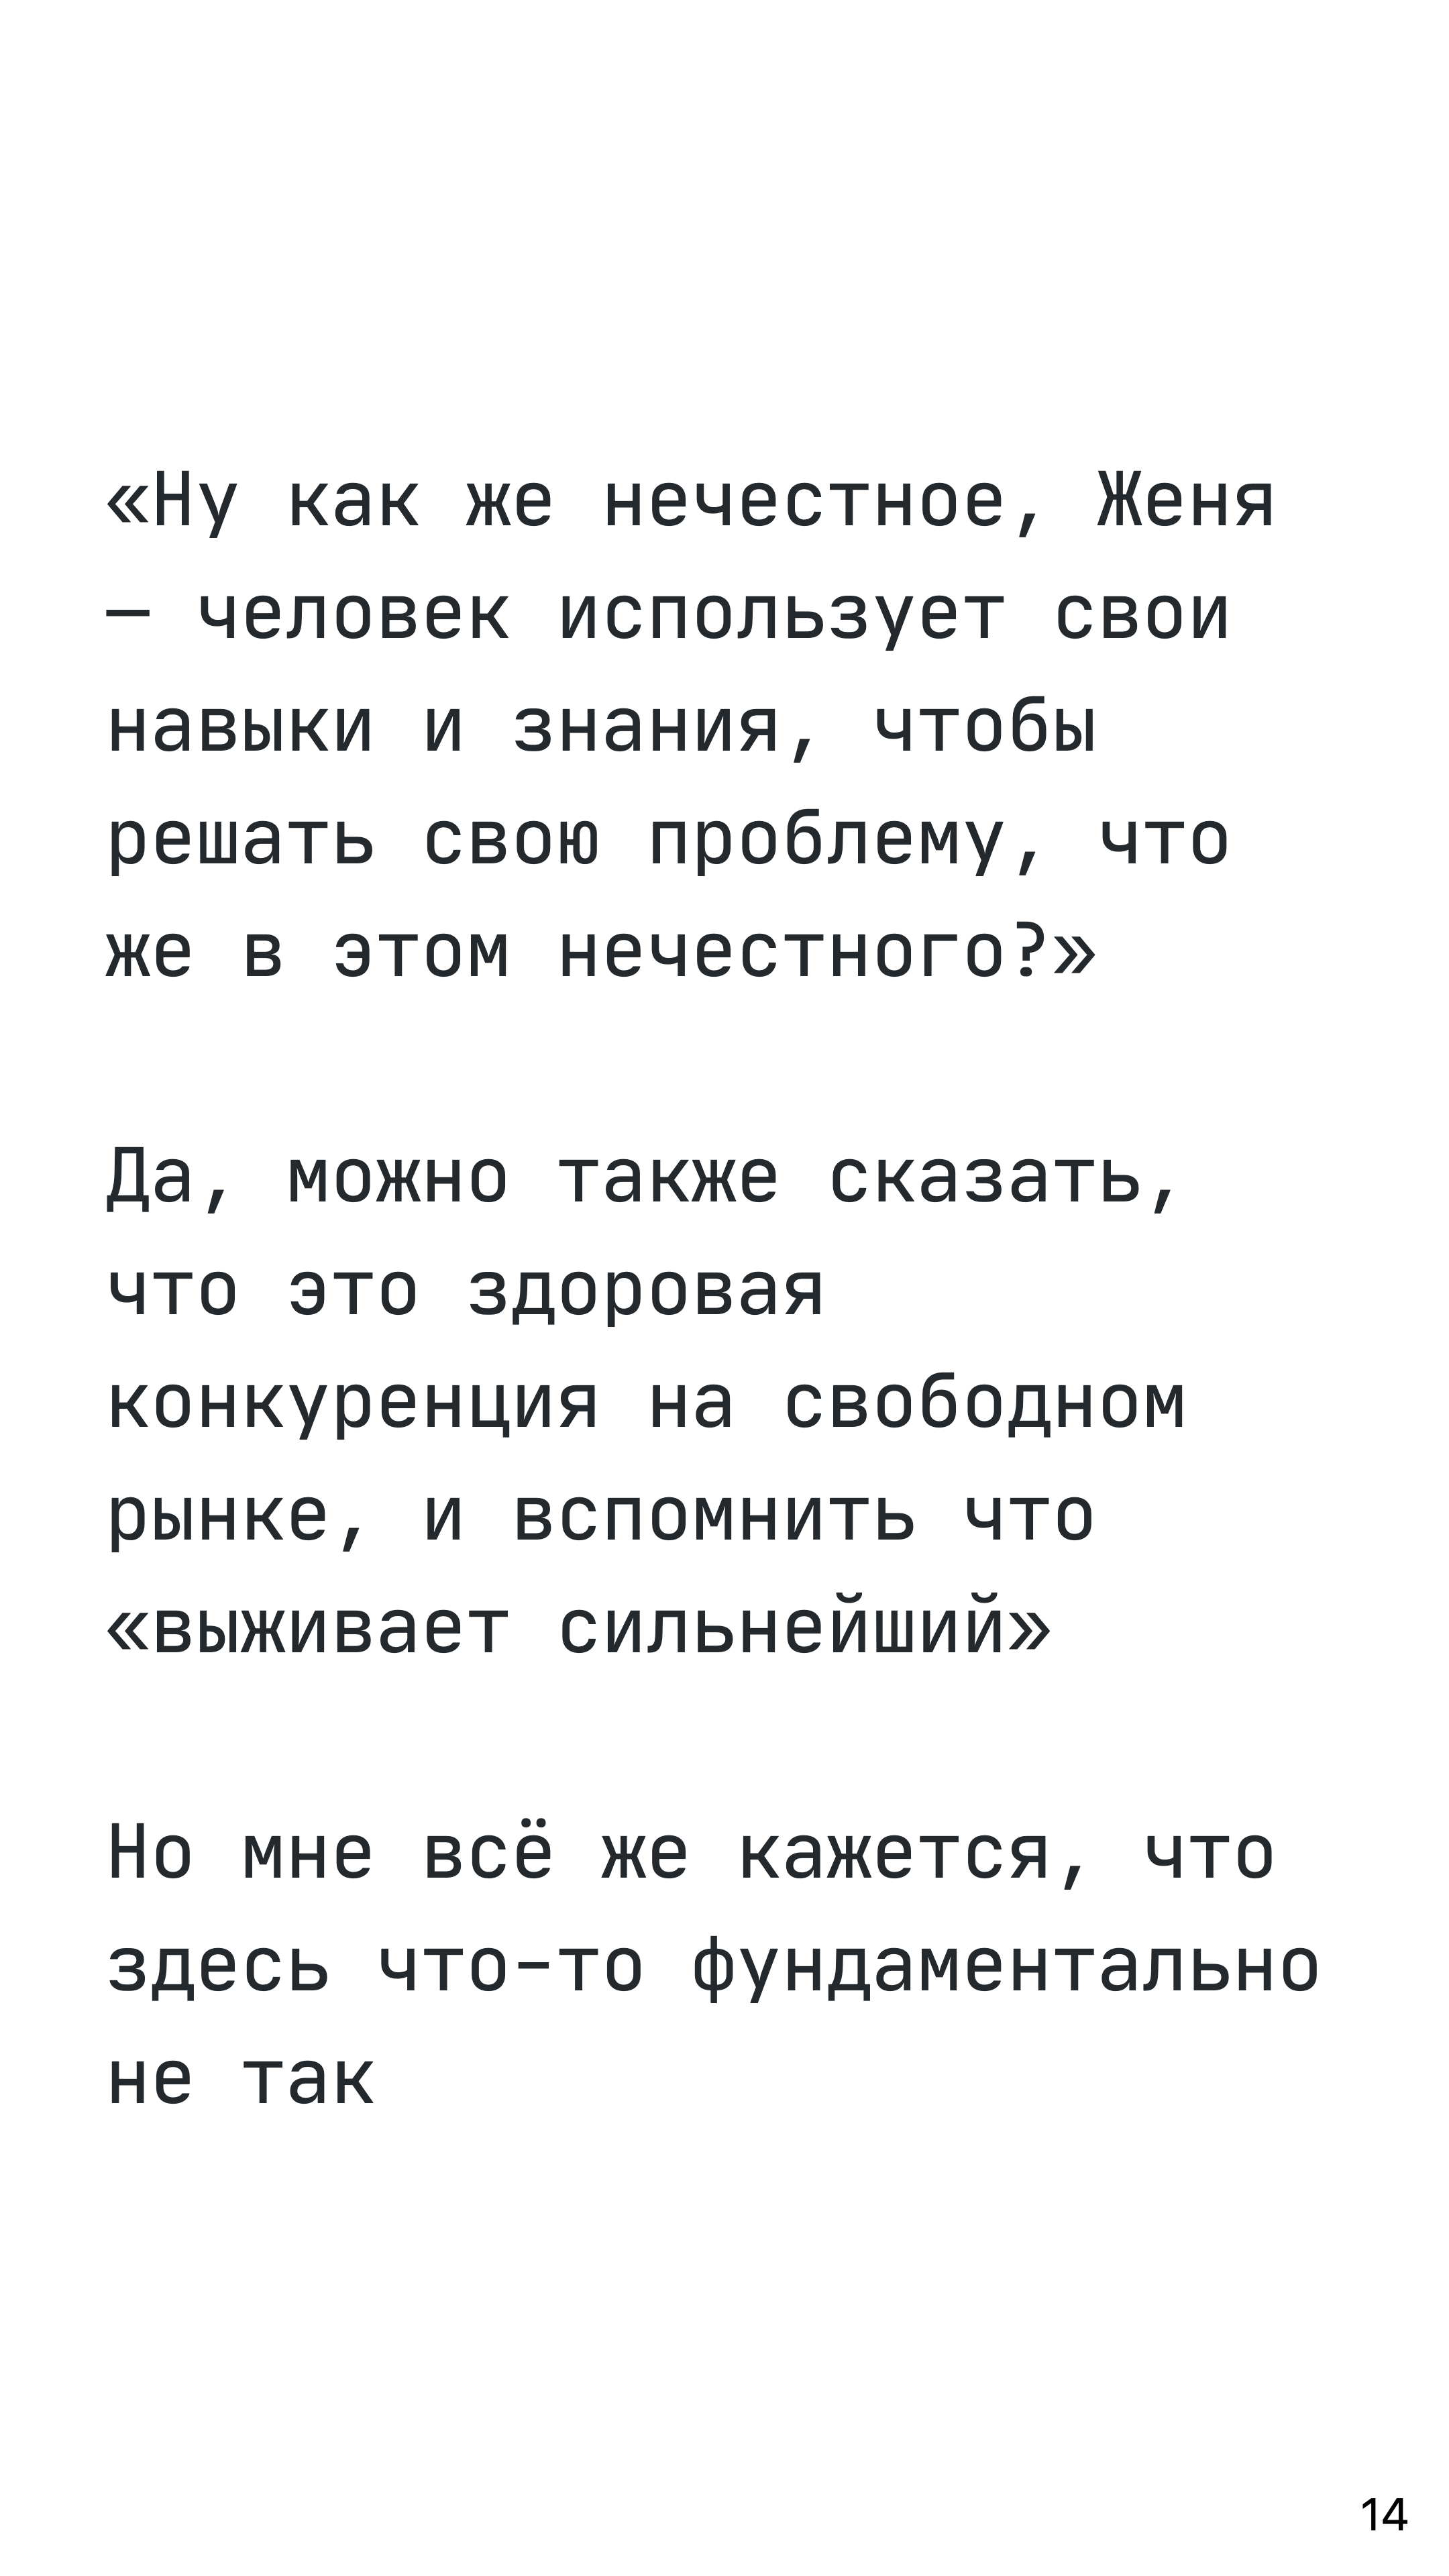 «Ну как же нечестное, Женя
— человек использует свои
навыки и знания, чтобы
решать свою проблему, что
же в этом нечестного?»
Да, можно также сказать,
что это здоровая
конкуренция на свободном
рынке, и вспомнить что
«выживает сильнейший»
Но мне всё же кажется, что
здесь что-то фундаментально
не так
14